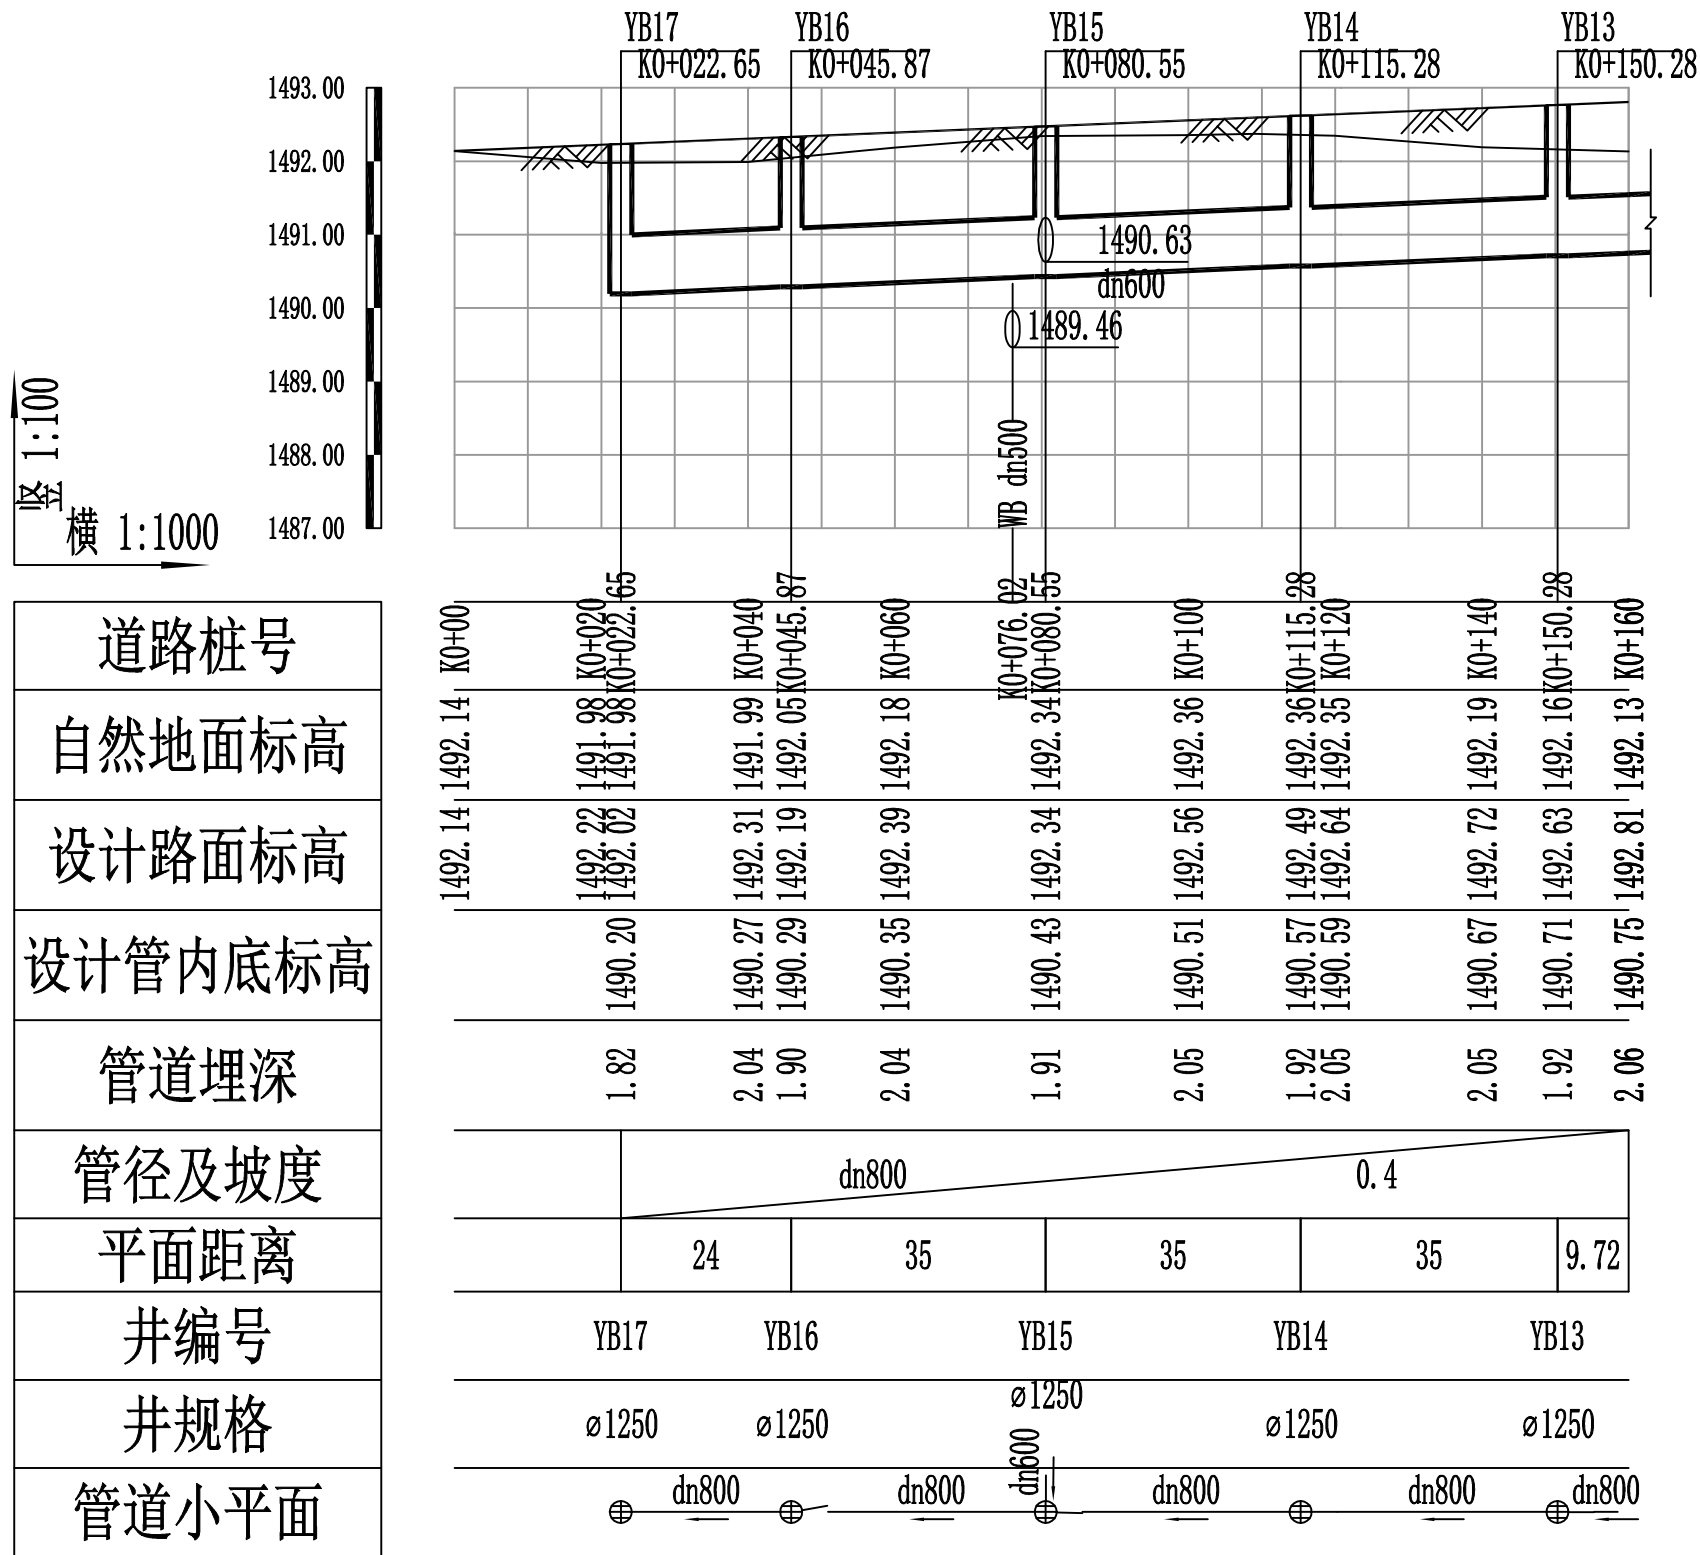 YB17 YB16 YB15 YB14 YB13
K0+022.65 K0+045.87 K0+080.55 K0+115.28 K0+150.28
1493.00
1492.00
1491.00
1490.00
1489.00
1488.00
1487.00
竖 1:100
横 1:1000
1490.63
dn600
1489.46
WB dn500
道路桩号 K0+00 K0+020 K0+022.65 K0+040 K0+045.87 K0+060 K0+076.02 K0+080.55 K0+100 K0+115.28 K0+120 K0+140 K0+150.28 K0+160
自然地面标高 1492.14 1491.98 1491.98 1491.99 1492.05 1492.18 1492.34 1492.36 1492.36 1492.35 1492.19 1492.16 1492.13
设计路面标高 1492.14 1492.22 1492.02 1492.31 1492.19 1492.39 1492.34 1492.56 1492.49 1492.64 1492.72 1492.63 1492.81
设计管内底标高 1490.20 1490.27 1490.29 1490.35 1490.43 1490.51 1490.57 1490.59 1490.67 1490.71 1490.75
管道埋深 1.82 2.04 1.90 2.04 1.91 2.05 1.92 2.05 2.05 1.92 2.06
管径及坡度 dn800 0.4
平面距离 24 35 35 35 9.72
井编号 YB17 YB16 YB15 YB14 YB13
井规格 ⌀1250 ⌀1250 ⌀1250 ⌀1250 ⌀1250
管道小平面 dn800 dn800 dn600 dn800 dn800 dn800